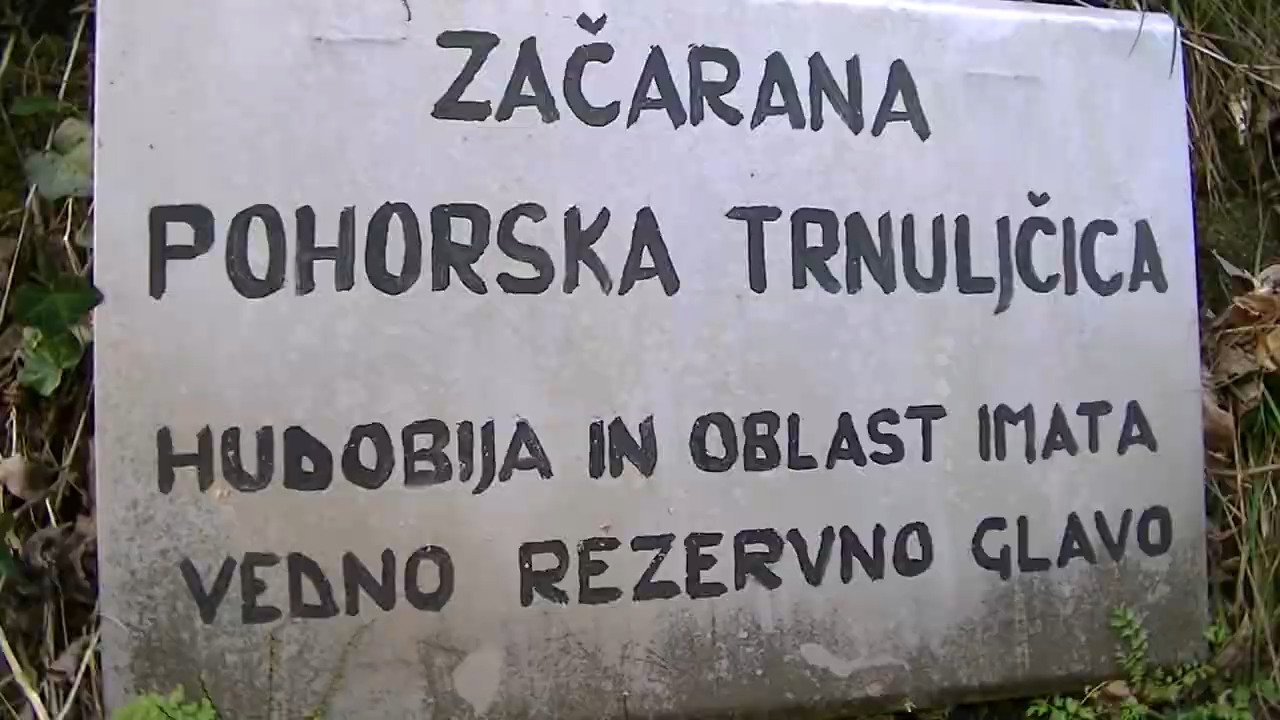 ZAČARANA
POHORSKA TRNULJČICA
HUDOBIJA IN OBLAST IMATA
VEDNO REZERVNO GLAVO